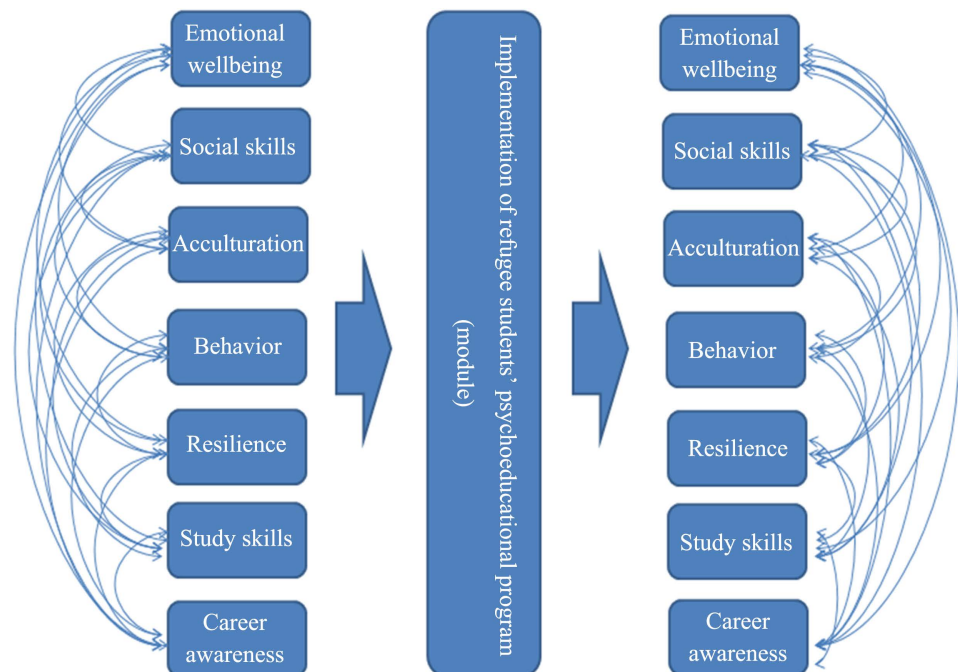 Emotional
wellbeing
Social skills
Acculturation
Behavior
Resilience
Study skills
Career
awareness
Implementation of refugee students’ psychoeducational program
(module)
Emotional
wellbeing
Social skills
Acculturation
Behavior
Resilience
Study skills
Career
awareness